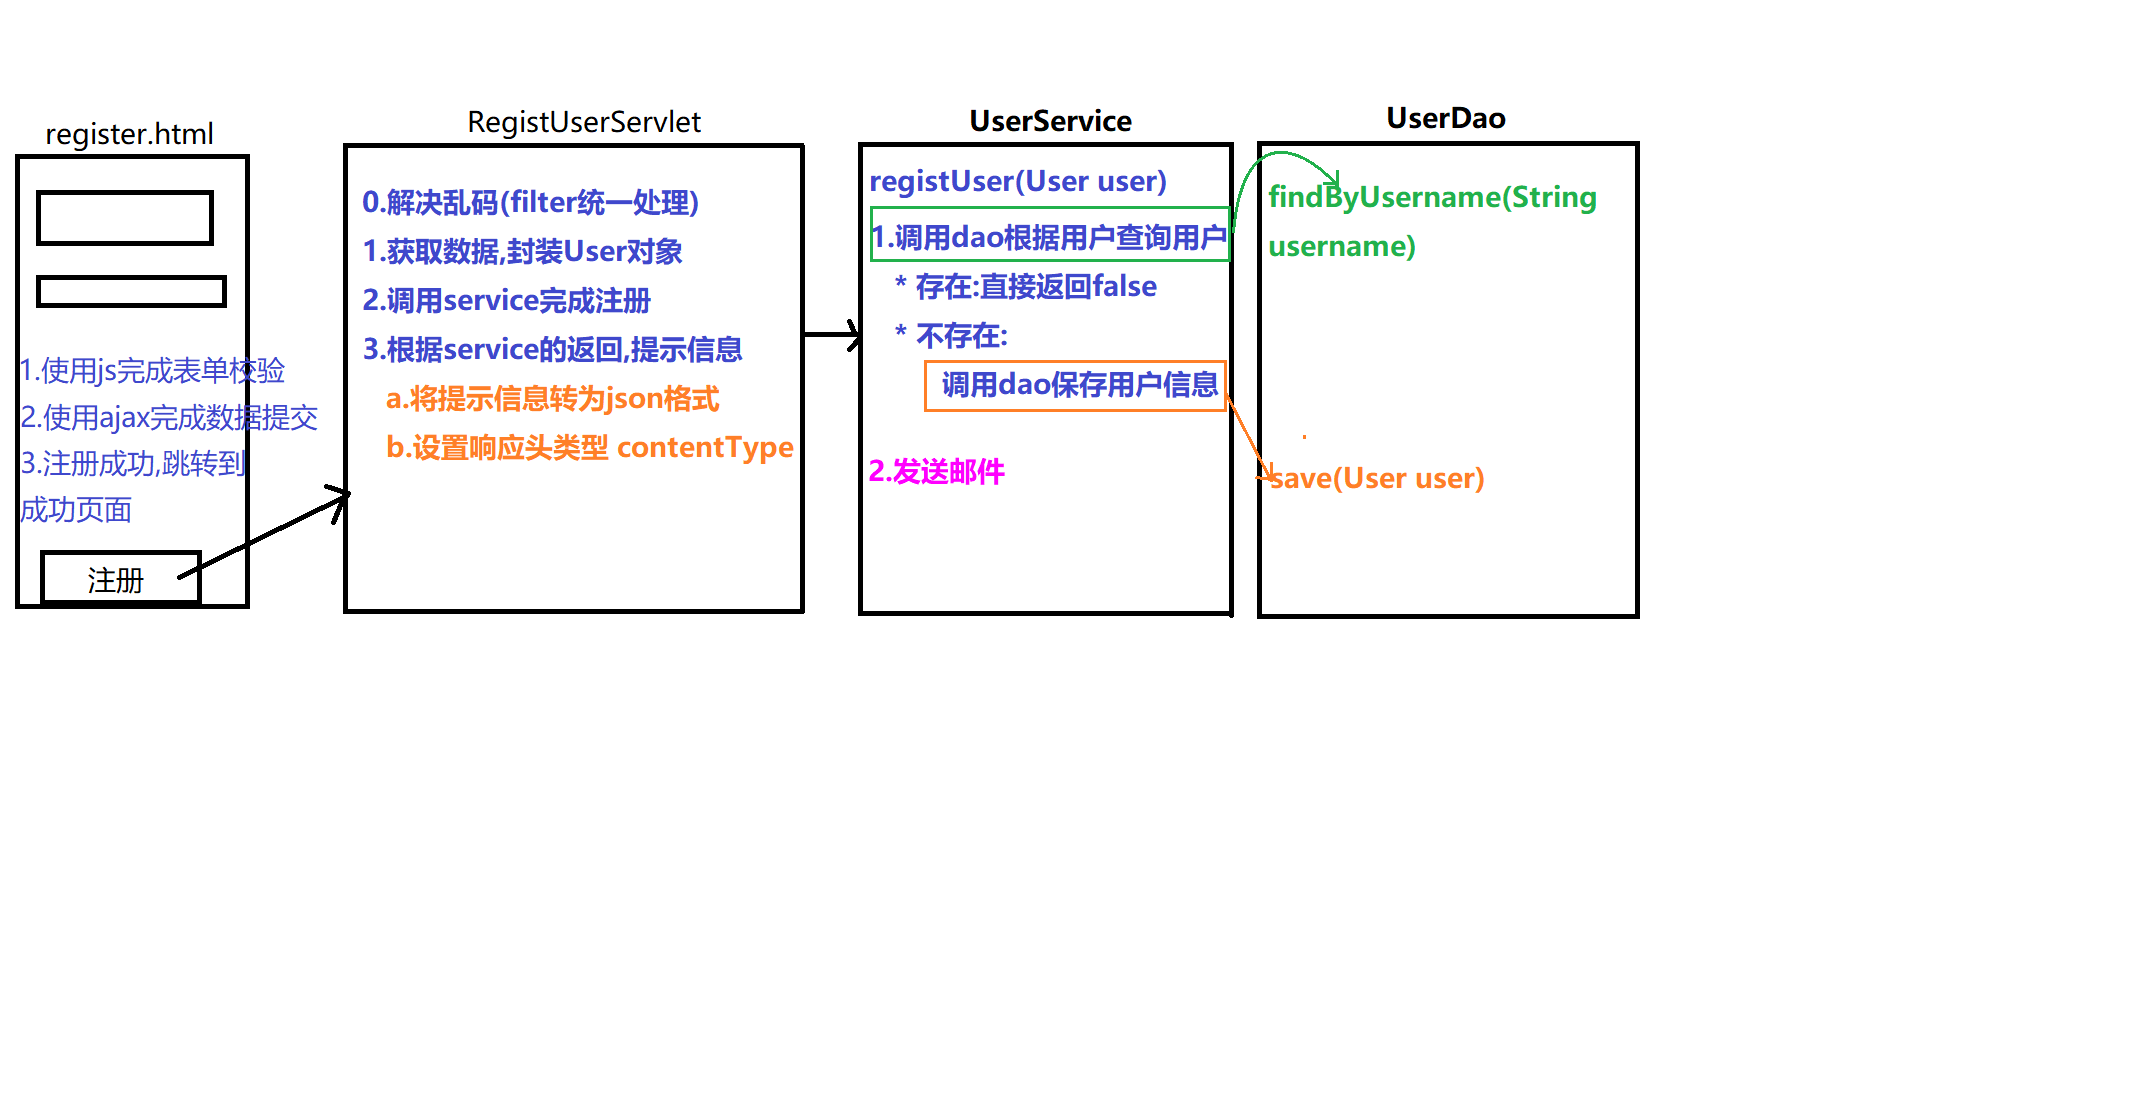 register.html
1.使用js完成表单校验
2.使用ajax完成数据提交
3.注册成功,跳转到
成功页面
注册
RegistUserServlet
0.解决乱码(filter统一处理)
1.获取数据,封装User对象
2.调用service完成注册
3.根据service的返回,提示信息
a.将提示信息转为json格式
b.设置响应头类型 contentType
UserService
registUser(User user)
1.调用dao根据用户查询用户
* 存在:直接返回false
* 不存在:
调用dao保存用户信息
2.发送邮件
UserDao
findByUsername(String
username)
save(User user)